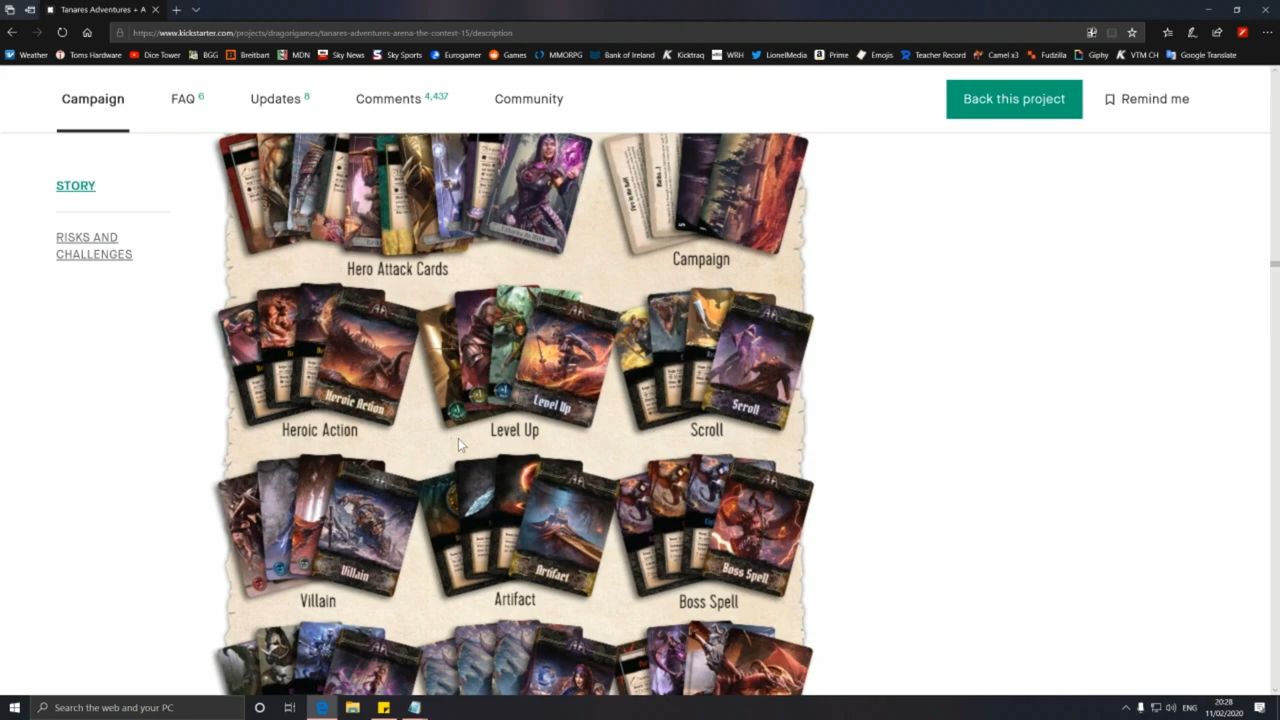 Tanares Adventures + A
https://www.kickstarter.com/projects/dragorigames/tanares-adventures-arena-the-contest-15/description
Weather Toms Hardware Dice Tower BGG Breitbart MDN Sky News Sky Sports Eurogamer Games MMORPG Bank of Ireland Kicktraq WRH LionelMedia Prime Emojis Teacher Record Camel x3 Fudzilla Giphy VTM CH Google Translate
Campaign FAQ 6 Updates 8 Comments 4,437 Community Back this project Remind me
STORY
RISKS AND
CHALLENGES
Hero Attack Cards
Campaign
Heroic Action
Level Up
Scroll
Heroic Action
Level Up
Scroll
Villain
Artifact
Boss Spell
Villain
Artifact
Boss Spell
Search the web and your PC
ENG
20:28
11/02/2020